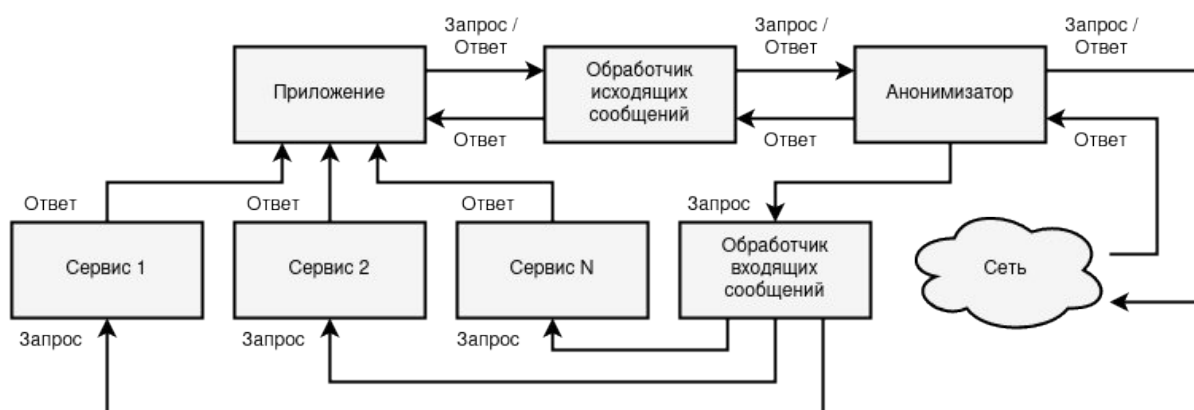 Запрос /
Ответ
Запрос /
Ответ
Запрос /
Ответ
Приложение
Обработчик
исходящих
сообщений
Анонимизатор
Ответ
Ответ
Ответ
Ответ
Ответ
Ответ
Запрос
Сервис 1
Сервис 2
Сервис N
Обработчик
входящих
сообщений
Сеть
Запрос
Запрос
Запрос